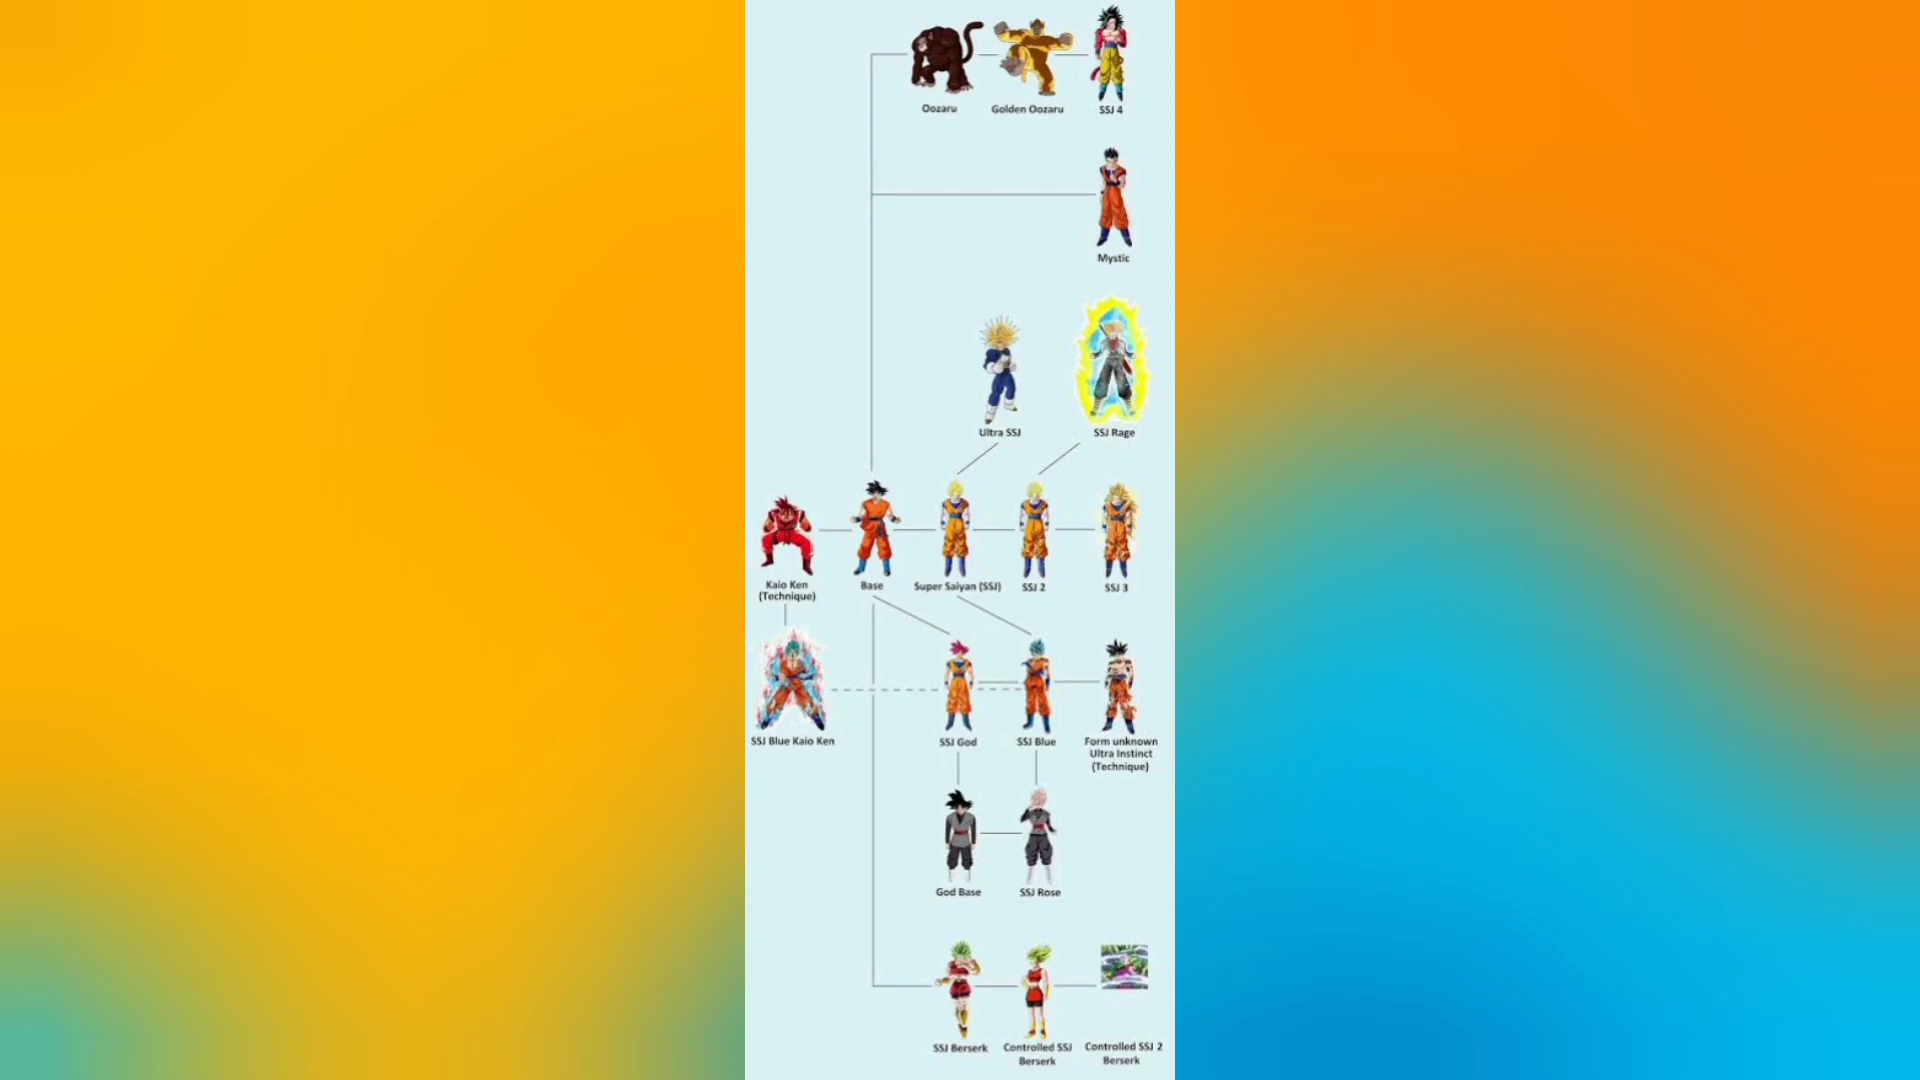 Oozaru
Golden Oozaru
SSJ 4
Mystic
Ultra SSJ
SSJ Rage
Kaio Ken
(Technique)
Base
Super Saiyan (SSJ)
SSJ 2
SSJ 3
SSJ Blue Kaio Ken
SSJ God
SSJ Blue
Form unknown
Ultra Instinct
(Technique)
God Base
SSJ Rose
SSJ Berserk
Controlled SSJ
Berserk
Controlled SSJ 2
Berserk